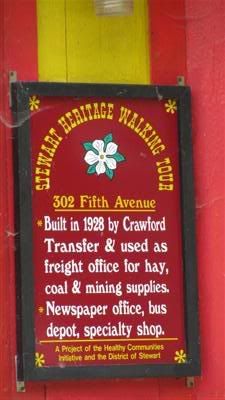 STEWART HERITAGE WALKING TOUR
302 Fifth Avenue
* Built in 1928 by Crawford
Transfer & used as
freight office for hay,
coal & mining supplies.
* Newspaper office, bus
depot, specialty shop.
A Project of the Healthy Communities
Initiative and the District of Stewart